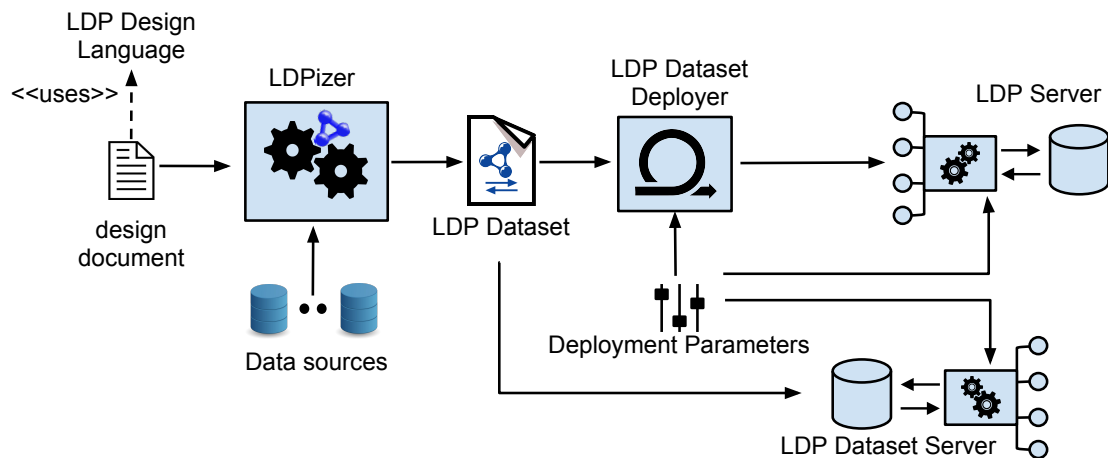 LDP Design
Language
<<uses>>
design
document
LDPizer
Data sources
LDP Dataset
LDP Dataset
Deployer
Deployment Parameters
LDP Server
LDP Dataset Server